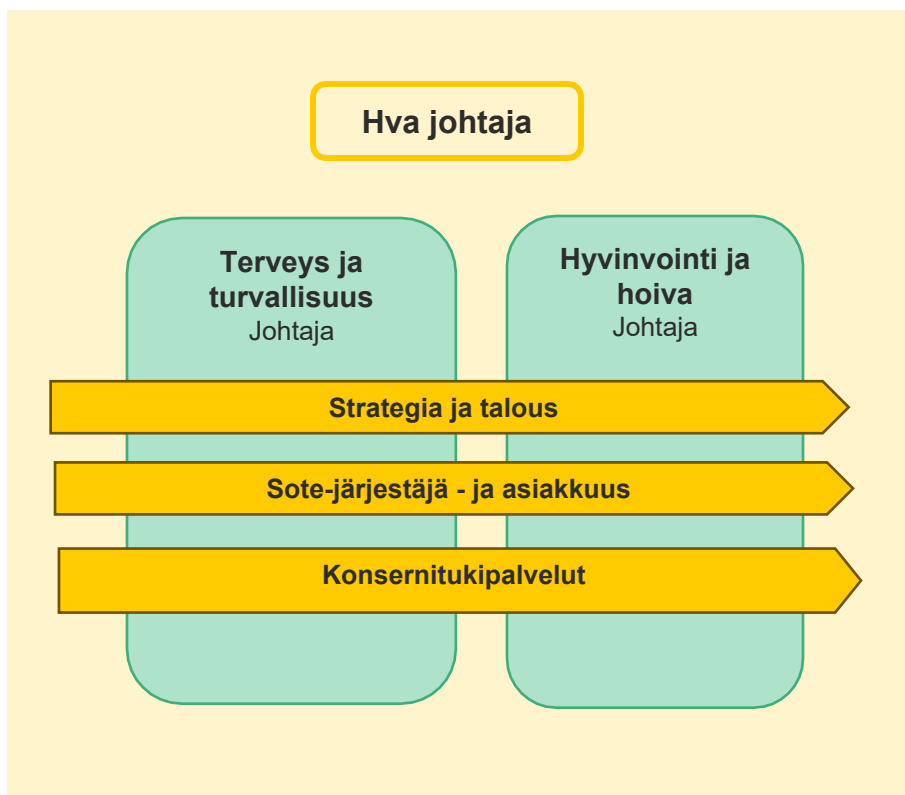 Hva johtaja
Terveys ja
turvallisuus
Johtaja
Hyvinvointi ja
hoiva
Johtaja
Strategia ja talous
Sote-järjestäjä - ja asiakkuus
Konsernitukipalvelut